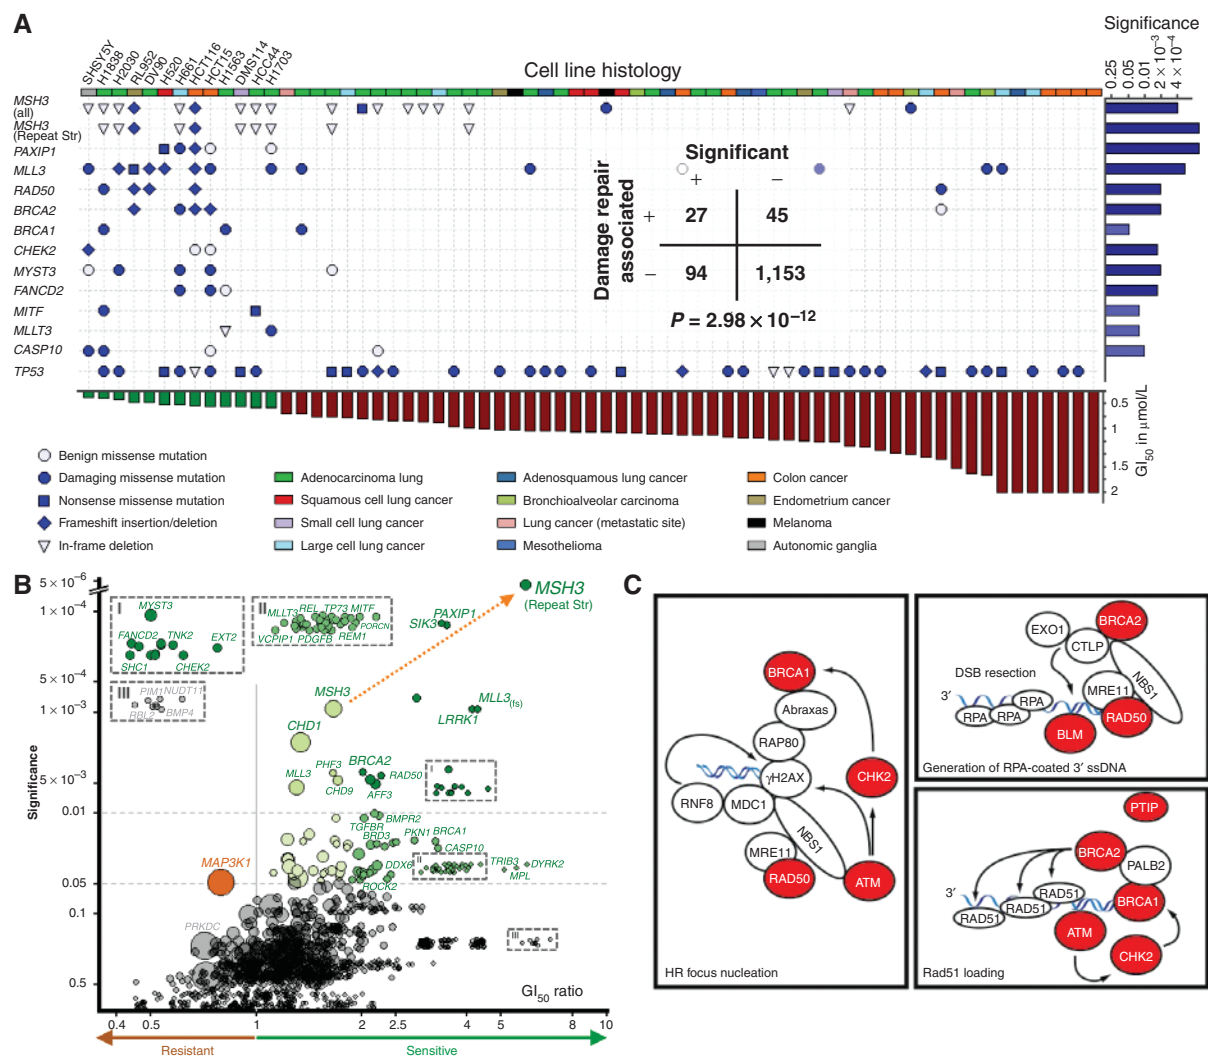 A
Significance
SHSY5Y
H1838
H2030
RL952
DV90
H520
H661
HCT116
HCT15
H1563
DMS114
HCC44
H1703
Cell line histology
0.25
0.05
0.01
2 × 10⁻³
4 × 10⁻⁴
MSH3
(all)
MSH3
(Repeat Str)
PAXIP1
MLL3
RAD50
BRCA2
BRCA1
CHEK2
MYST3
FANCD2
MITF
MLLT3
CASP10
TP53
Significant
+ −
Damage repair
associated
+ 27 45
− 94 1,153
P = 2.98 × 10⁻¹²
0.5
1
1.5
2
GI50 in µmol/L
Benign missense mutation
Damaging missense mutation
Nonsense missense mutation
Frameshift insertion/deletion
In-frame deletion
Adenocarcinoma lung
Squamous cell lung cancer
Small cell lung cancer
Large cell lung cancer
Adenosquamous lung cancer
Bronchioalveolar carcinoma
Lung cancer (metastatic site)
Mesothelioma
Colon cancer
Endometrium cancer
Melanoma
Autonomic ganglia
B
Significance
5 × 10⁻⁶
1 × 10⁻⁴
5 × 10⁻⁴
1 × 10⁻³
5 × 10⁻³
0.01
0.05
0.1
0.5
I
MYST3
FANCD2
TNK2
EXT2
SHC1
CHEK2
II
MLLT3
REL
TP73
MITF
PORCN
VCPIP1
PDGFB
REM1
III
PIM1
NUDT11
RBL2
BMP4
MSH3
(Repeat Str)
PAXIP1
SIK3
MSH3
MLL3(fs)
LRRK1
CHD1
MLL3
PHF3
CHD9
BRCA2
RAD50
AFF3
I
BMPR2
TGFBR
BRD3
PKN1
BRCA1
CASP10
DDX6
ROCK2
II
TRIB3
DYRK2
MPL
MAP3K1
PRKDC
III
GI50 ratio
0.4
0.5
1
2
2.5
4
5
8
10
Resistant
Sensitive
C
BRCA1
Abraxas
RAP80
γH2AX
CHK2
RNF8
MDC1
NBS1
MRE11
RAD50
ATM
HR focus nucleation
EXO1
BRCA2
CTLP
DSB resection
NBS1
MRE11
3′
RPA
RPA
RPA
RAD50
BLM
Generation of RPA-coated 3′ ssDNA
PTIP
BRCA2
PALB2
3′
RAD51
RAD51
RAD51
BRCA1
ATM
CHK2
Rad51 loading